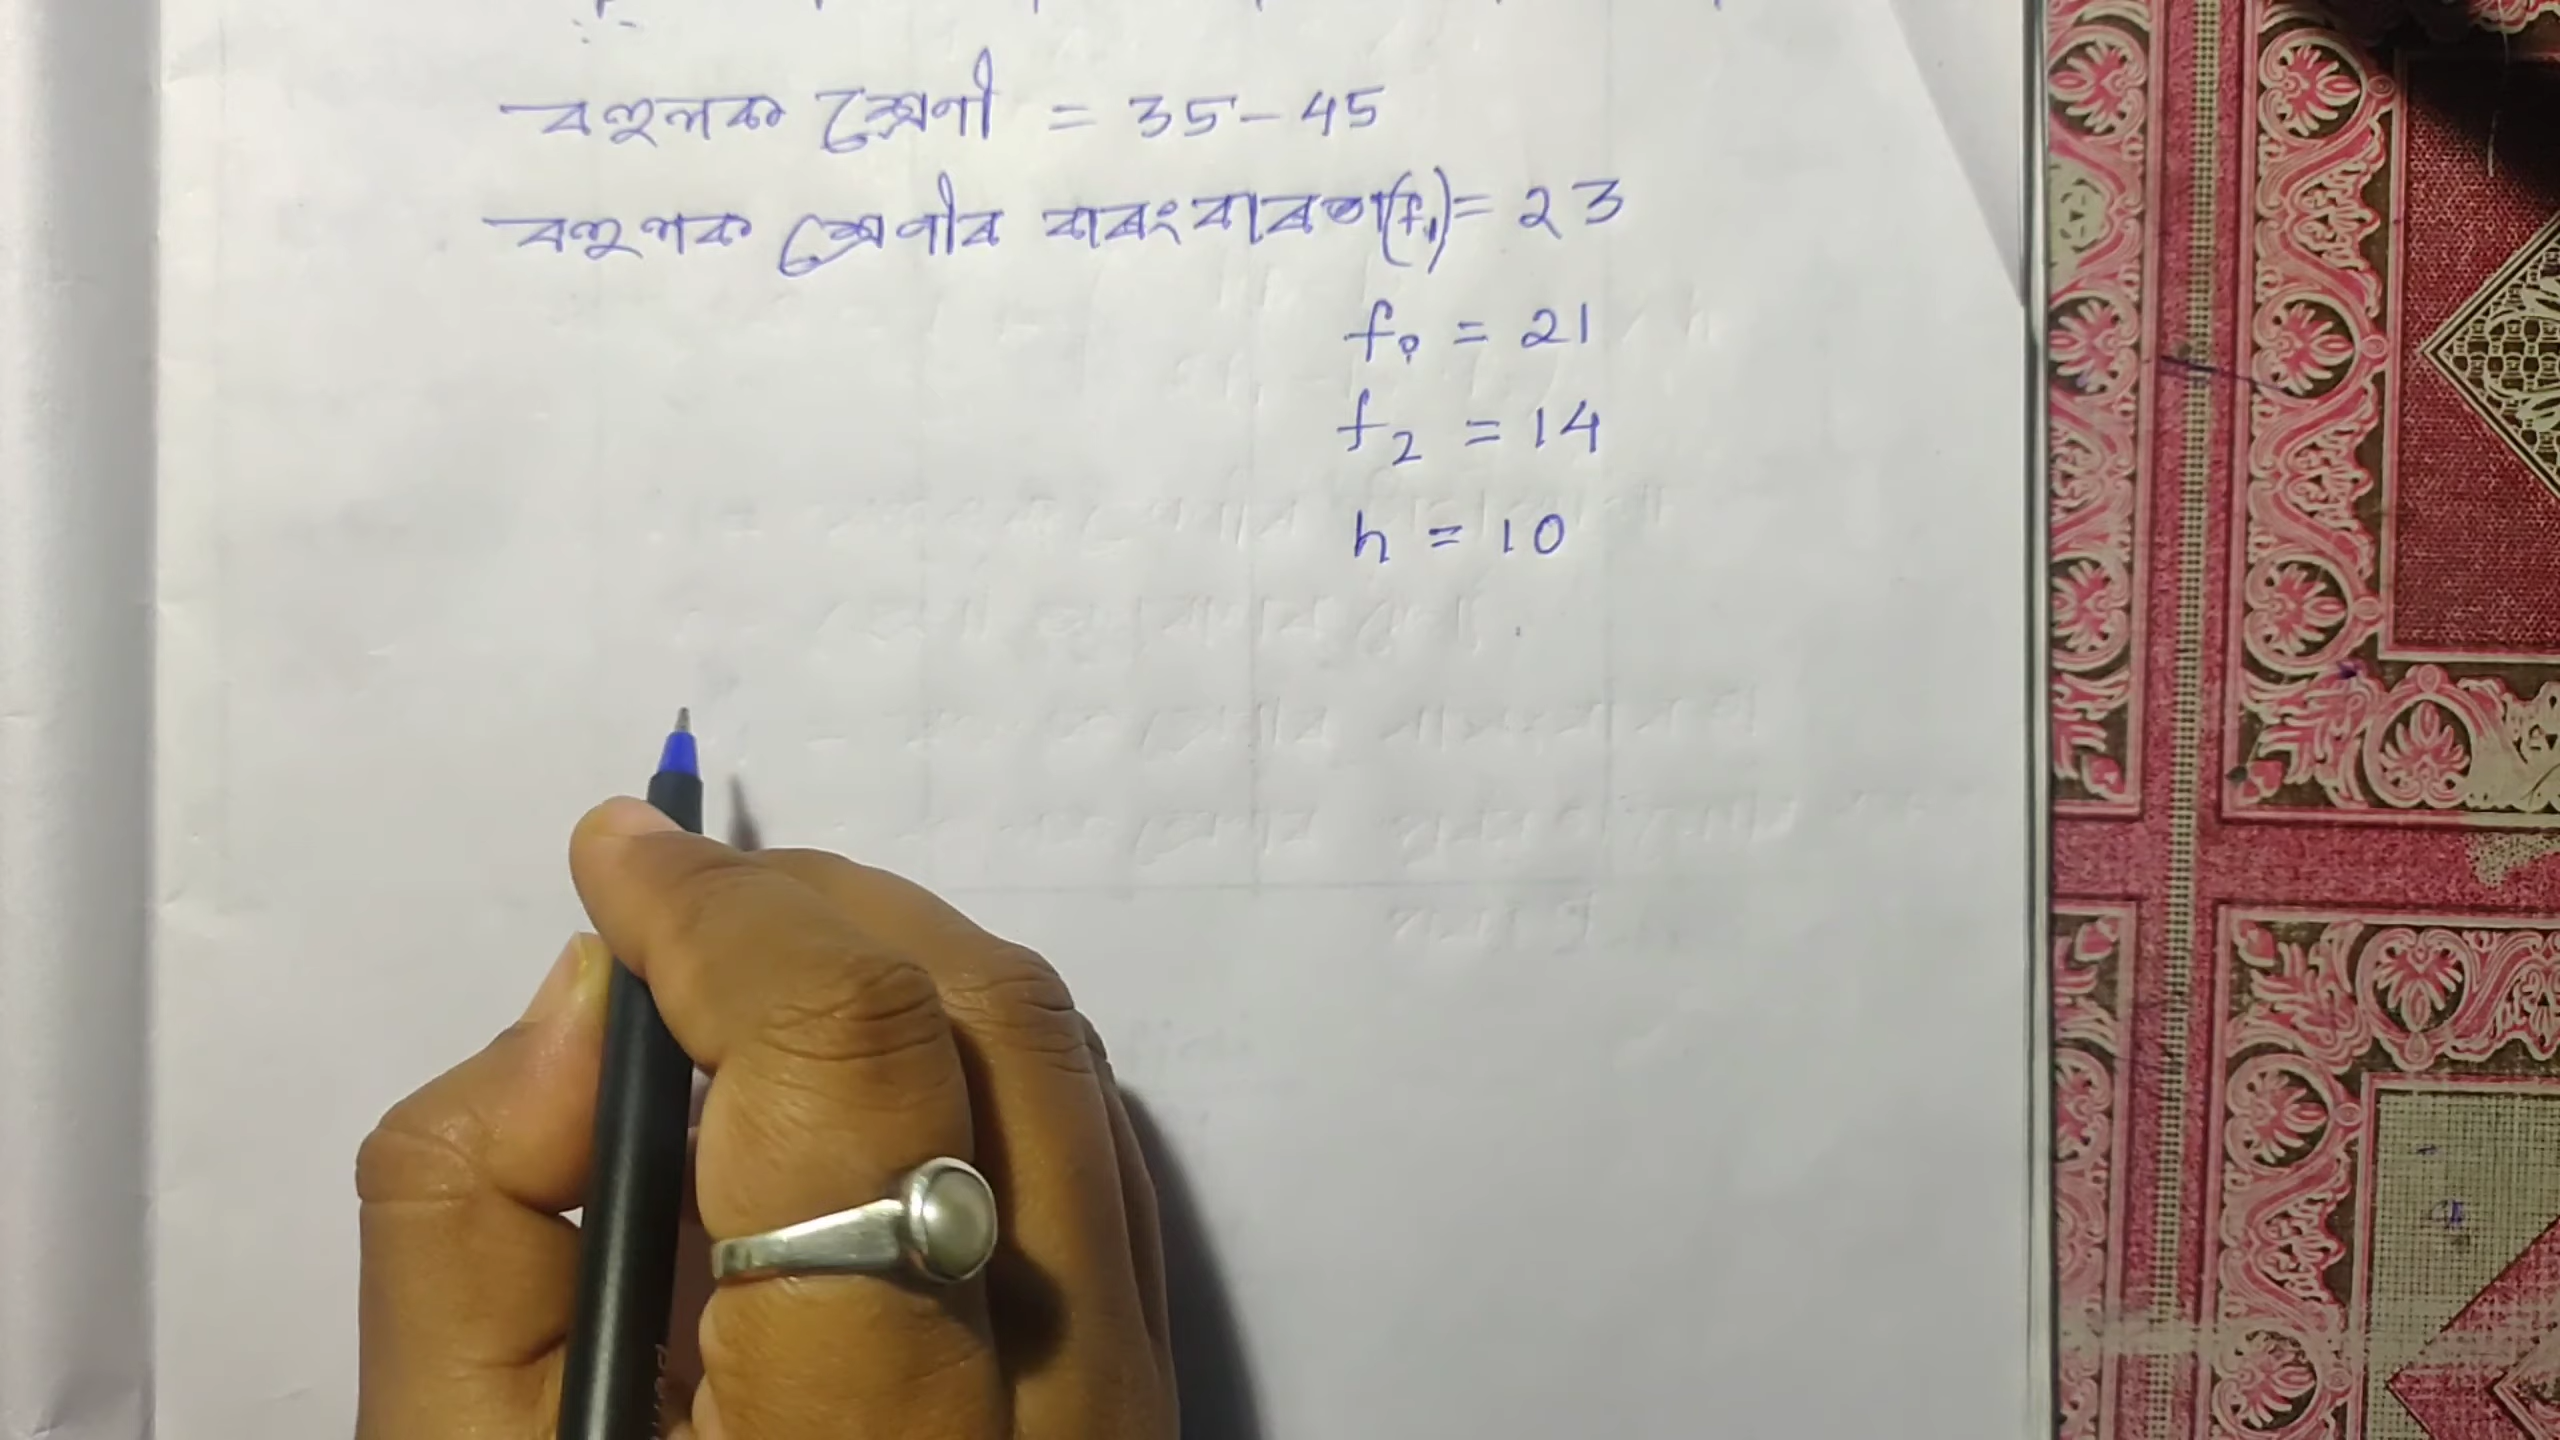 বহুলক শ্ৰেণী = 35 – 45
বহুলক শ্ৰেণীৰ বাৰংবাৰতা(f₁) = 23
f₀ = 21
f₂ = 14
h = 10